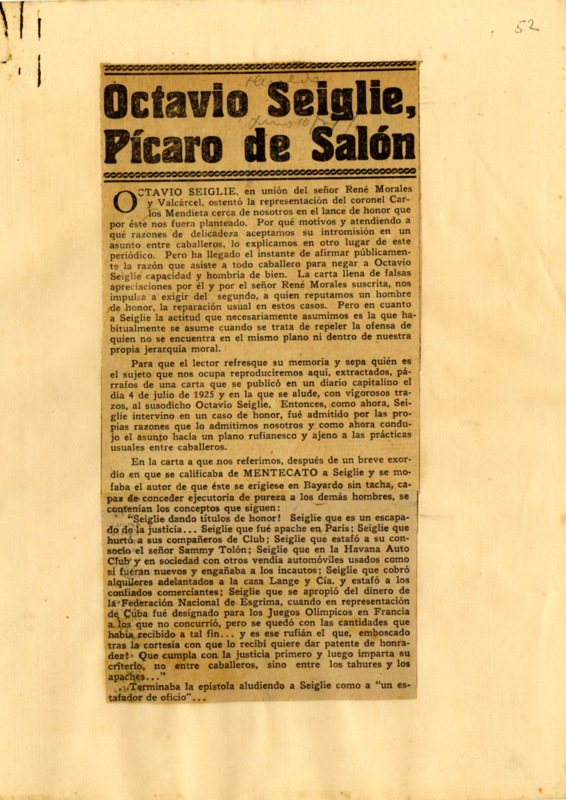 52
Octavio Seiglie,
Pícaro de Salón
OCTAVIO SEIGLIE, en unión del señor René Morales
y Valcárcel, ostentó la representación del coronel Car-
los Mendieta cerca de nosotros en el lance de honor que
por éste nos fuera planteado. Por qué motivos y atendiendo a
qué razones de delicadeza aceptamos su intromisión en un
asunto entre caballeros, lo explicamos en otro lugar de este
periódico. Pero ha llegado el instante de afirmar públicamen-
te la razón que asiste a todo caballero para negar a Octavio
Seiglie capacidad y hombría de bien. La carta llena de falsas
apreciaciones por él y por el señor René Morales suscrita, nos
impulsa a exigir del segundo, a quien reputamos un hombre
de honor, la reparación usual en estos casos. Pero en cuanto
a Seiglie la actitud que necesariamente asumimos es la que ha-
bitualmente se asume cuando se trata de repeler la ofensa de
quien no se encuentra en el mismo plano ni dentro de nuestra
propia jerarquía moral.
Para que el lector refresque su memoria y sepa quién es
el sujeto que nos ocupa reproduciremos aquí, extractados, pá-
rrafos de una carta que se publicó en un diario capitalino el
día 4 de julio de 1925 y en la que se alude, con vigorosos tra-
zos, al susodicho Octavio Seiglie. Entonces, como ahora, Sei-
glie intervino en un caso de honor, fué admitido por las pro-
pias razones que lo admitimos nosotros y como ahora condu-
jo el asunto hacia un plano rufianesco y ajeno a las prácticas
usuales entre caballeros.
En la carta a que nos referimos, después de un breve exor-
dio en que se calificaba de MENTECATO a Seiglie y se mo-
faba el autor de que éste se erigiese en Bayardo sin tacha, ca-
paz de conceder ejecutoria de pureza a los demás hombres, se
contenían los conceptos que siguen:
"Seiglie dando títulos de honor! Seiglie que es un escapa-
do de la justicia... Seiglie que fué apache en París; Seiglie que
hurtó a sus compañeros de Club; Seiglie que estafó a su con-
socio el señor Sammy Tolón; Seiglie que en la Havana Auto
Club y en sociedad con otros vendía automóviles usados como
si fueran nuevos y engañaba a los incautos; Seiglie que cobró
alquileres adelantados a la casa Lange y Cía. y estafó a los
confiados comerciantes; Seiglie que se apropió del dinero de
la Federación Nacional de Esgrima, cuando en representación
de Cuba fué designado para los Juegos Olímpicos en Francia
a los que no concurrió, pero se quedó con las cantidades que
había recibido a tal fin... y es ese rufián el que, emboscado
tras la cortesía con que lo recibí quiere dar patente de honra-
dez! Que cumpla con la justicia primero y luego imparta su
criterio, no entre caballeros, sino entre los tahures y los
apaches..."
Terminaba la epístola aludiendo a Seiglie como a "un es-
tafador de oficio"...